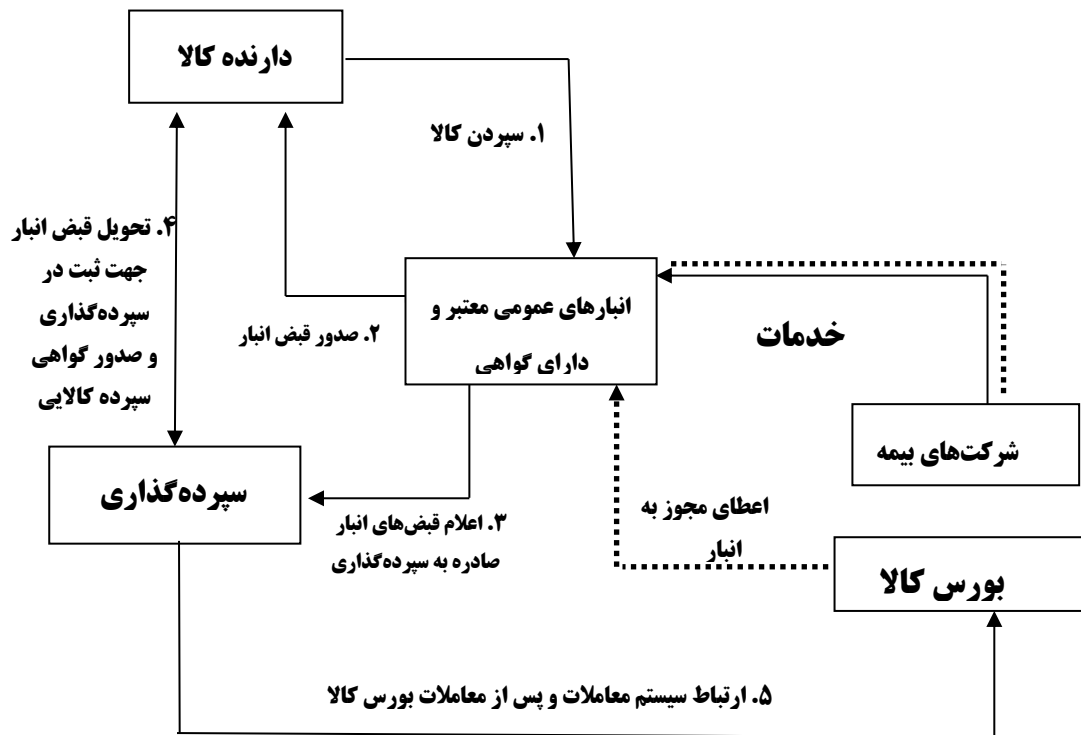 دارنده کالا
۱. سپردن کالا
۴. تحویل قبض انبار
جهت ثبت در
سپرده‌گذاری
و صدور گواهی
سپرده کالایی
۲. صدور قبض انبار
انبارهای عمومی معتبر و
دارای گواهی
خدمات
شرکت‌های بیمه
سپرده‌گذاری
۳. اعلام قبض‌های انبار
صادره به سپرده‌گذاری
اعطای مجوز به
انبار
بورس کالا
۵. ارتباط سیستم معاملات و پس از معاملات بورس کالا